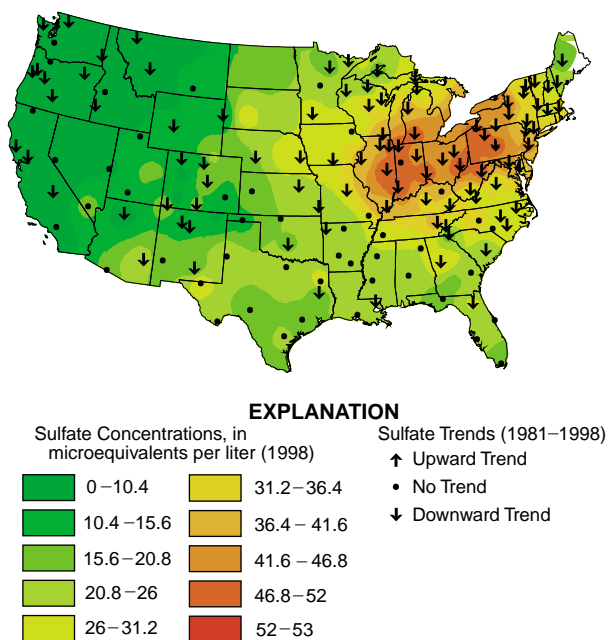 EXPLANATION
Sulfate Concentrations, in
microequivalents per liter (1998)
0–10.4
10.4–15.6
15.6–20.8
20.8–26
26–31.2
31.2–36.4
36.4–41.6
41.6–46.8
46.8–52
52–53
Sulfate Trends (1981–1998)
Upward Trend
No Trend
Downward Trend